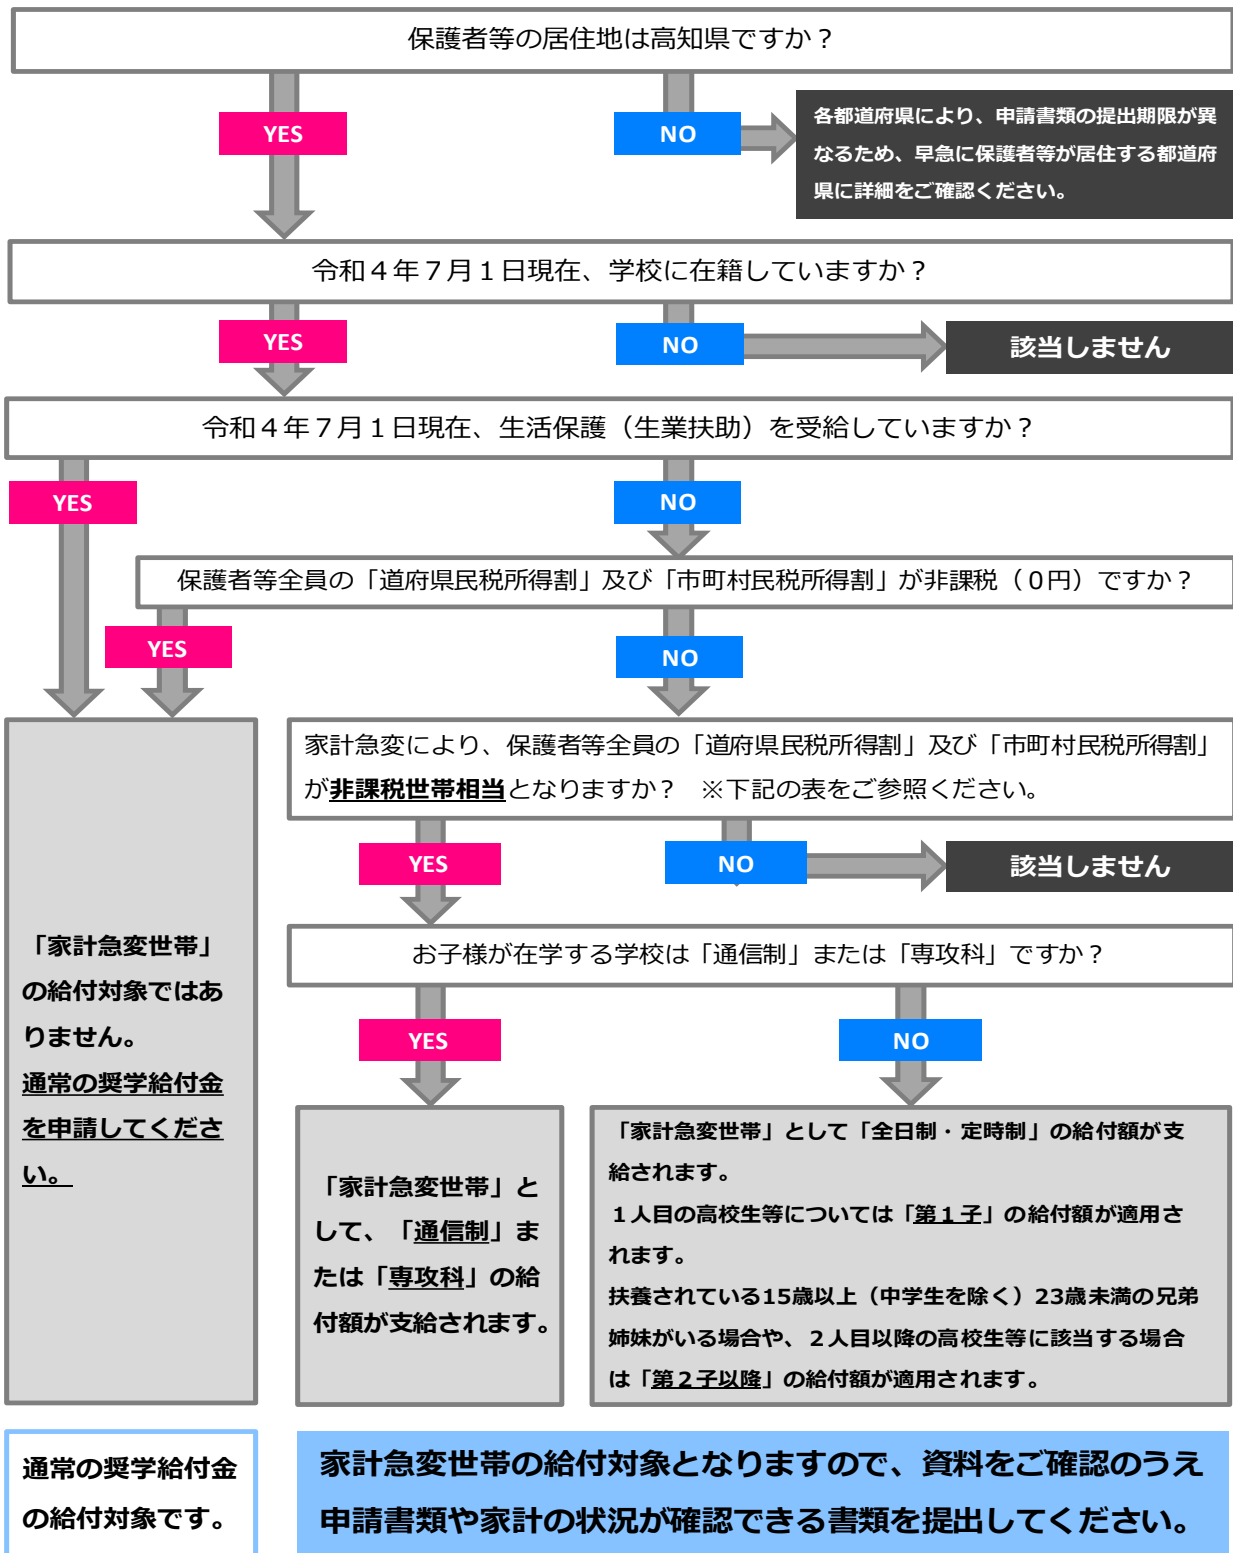 保護者等の居住地は高知県ですか？
YES
NO
各都道府県により、申請書類の提出期限が異
なるため、早急に保護者等が居住する都道府
県に詳細をご確認ください。
令和４年７月１日現在、学校に在籍していますか？
YES
NO
該当しません
令和４年７月１日現在、生活保護（生業扶助）を受給していますか？
YES
NO
保護者等全員の「道府県民税所得割」及び「市町村民税所得割」が非課税（０円）ですか？
YES
NO
家計急変により、保護者等全員の「道府県民税所得割」及び「市町村民税所得割」
が非課税世帯相当となりますか？　※下記の表をご参照ください。
YES
NO
該当しません
お子様が在学する学校は「通信制」または「専攻科」ですか？
YES
NO
「家計急変世帯」
の給付対象ではあ
りません。
通常の奨学給付金
を申請してくださ
い。
「家計急変世帯」と
して、「通信制」ま
たは「専攻科」の給
付額が支給されます。
「家計急変世帯」として「全日制・定時制」の給付額が支
給されます。
１人目の高校生等については「第１子」の給付額が適用さ
れます。
扶養されている15歳以上（中学生を除く）23歳未満の兄弟
姉妹がいる場合や、２人目以降の高校生等に該当する場合
は「第２子以降」の給付額が適用されます。
通常の奨学給付金
の給付対象です。
家計急変世帯の給付対象となりますので、資料をご確認のうえ
申請書類や家計の状況が確認できる書類を提出してください。